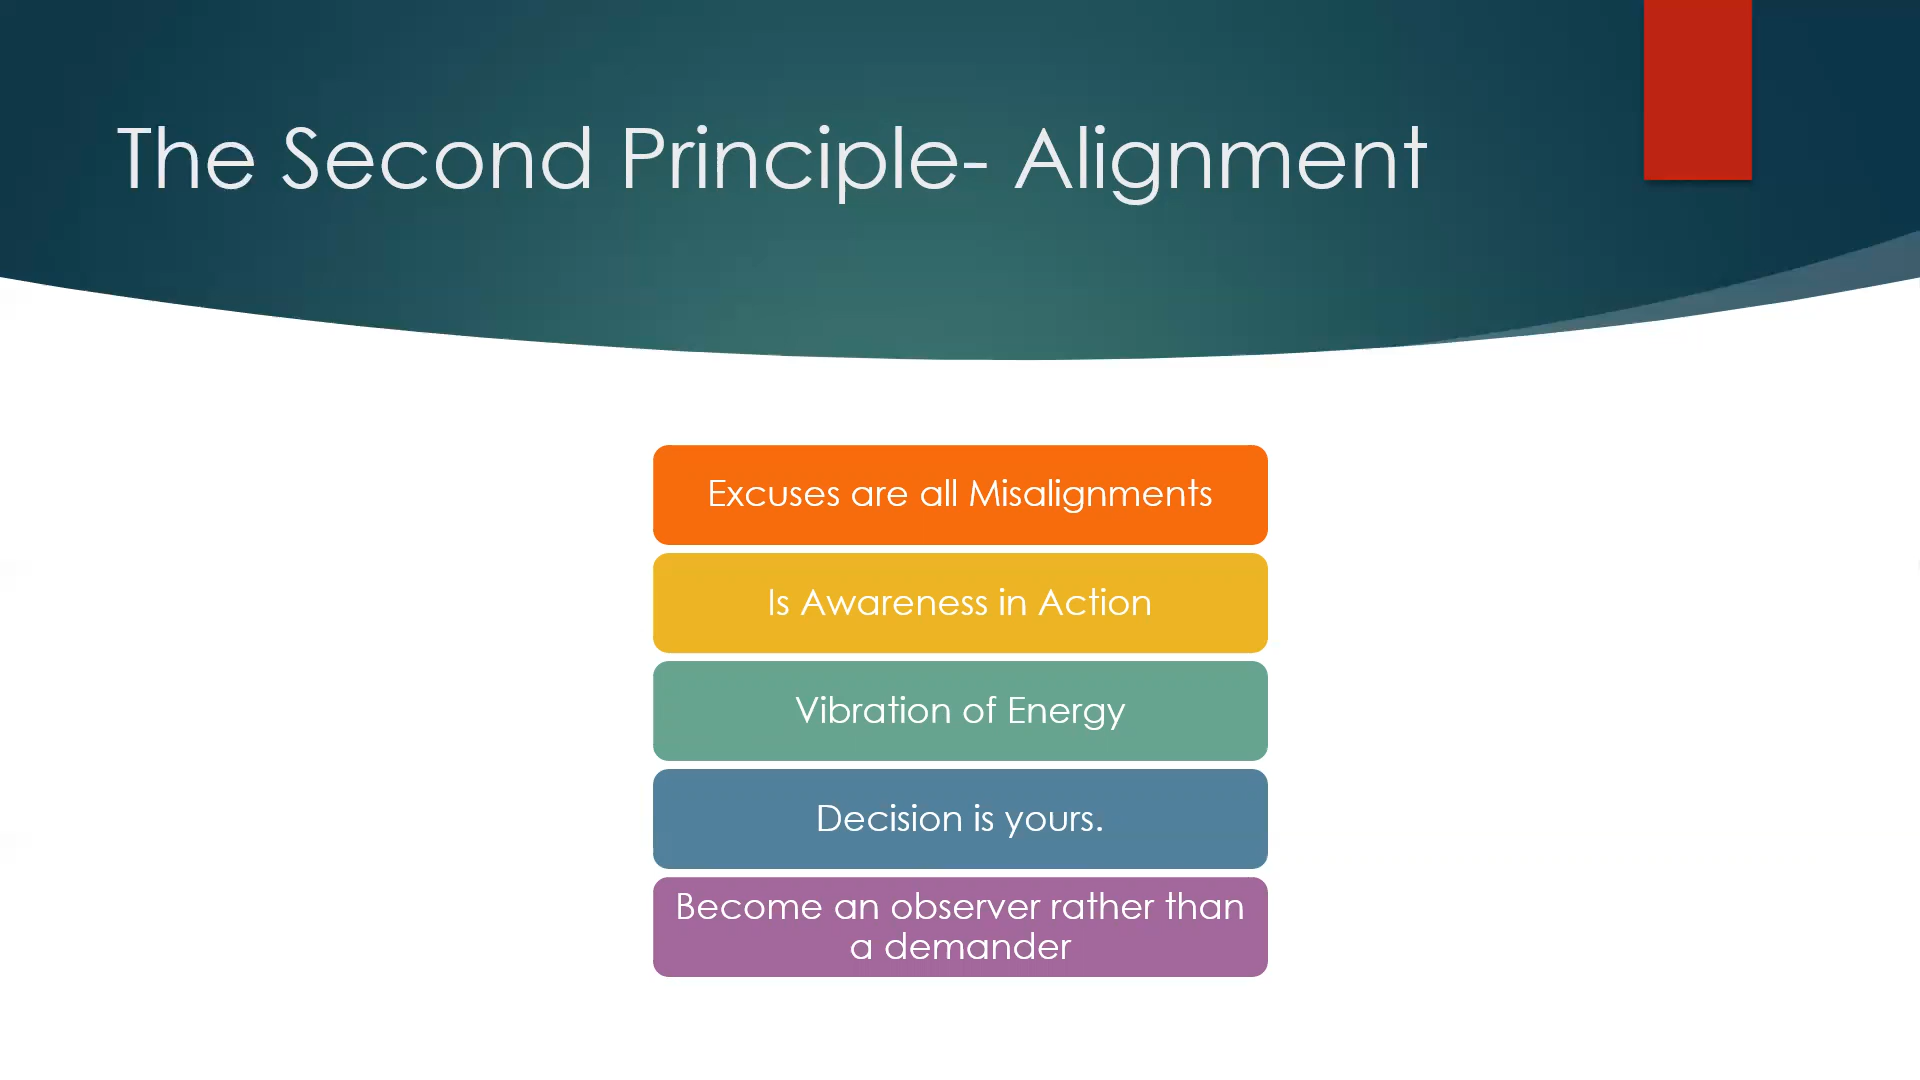 The Second Principle- Alignment
Excuses are all Misalignments
Is Awareness in Action
Vibration of Energy
Decision is yours.
Become an observer rather than
a demander